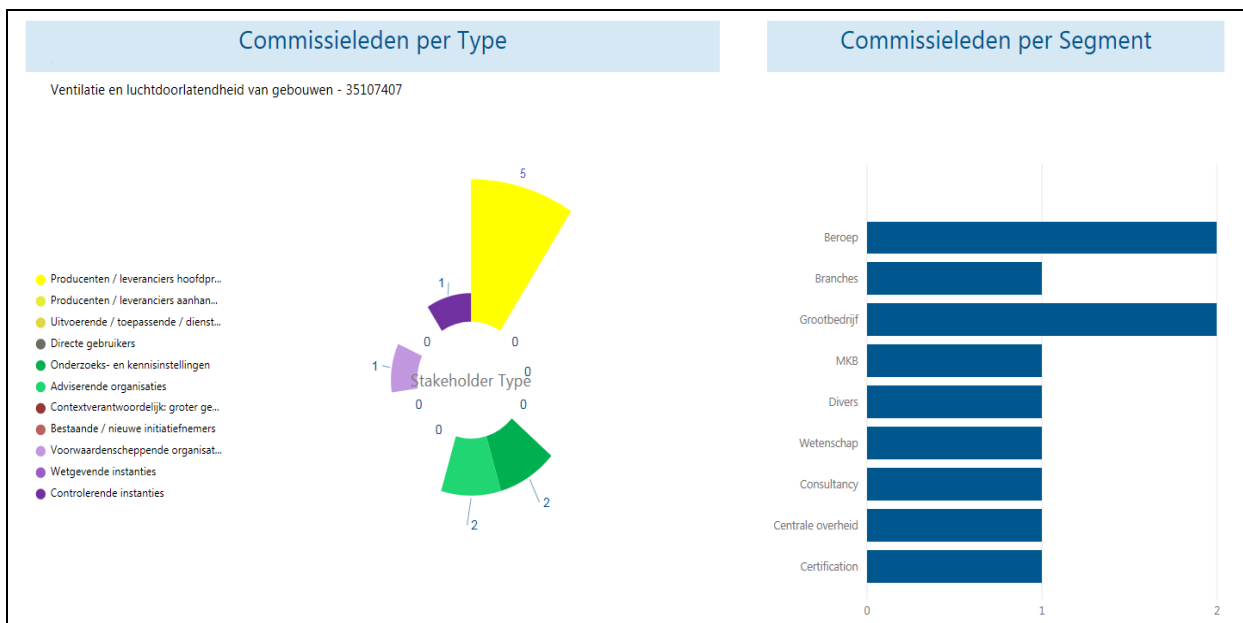 Commissieleden per Type
Commissieleden per Segment
Ventilatie en luchtdoorlatendheid van gebouwen - 35107407
Producenten / leveranciers hoofdpr...
Producenten / leveranciers aanhan...
Uitvoerende / toepassende / dienst...
Directe gebruikers
Onderzoeks- en kennisinstellingen
Adviserende organisaties
Contextverantwoordelijk: groter ge...
Bestaande / nieuwe initiatiefnemers
Voorwaardenscheppende organisat...
Wetgevende instanties
Controlerende instanties
5
1
0
0
1
0
Stakeholder Type
0
0
0
2
2
Beroep
Branches
Grootbedrijf
MKB
Divers
Wetenschap
Consultancy
Centrale overheid
Certification
0
1
2